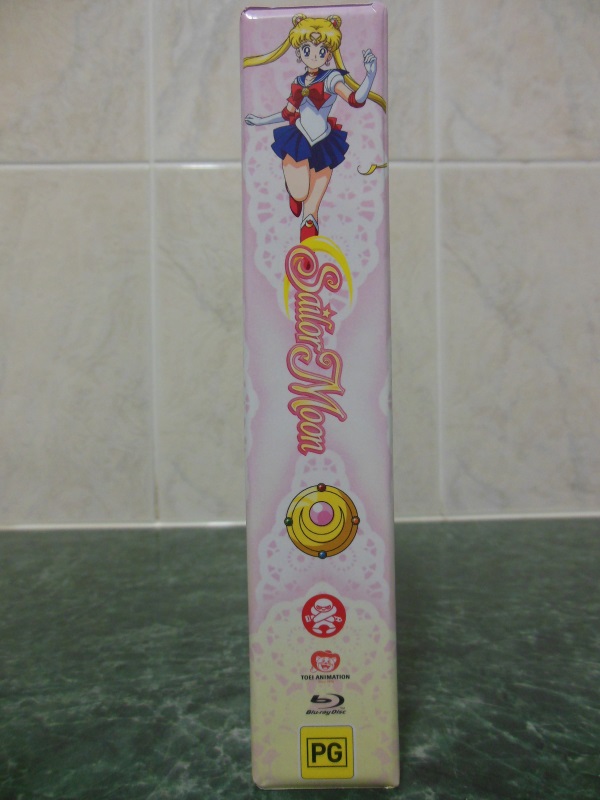 Sailor Moon
TOEI ANIMATION
Blu-ray Disc
PG